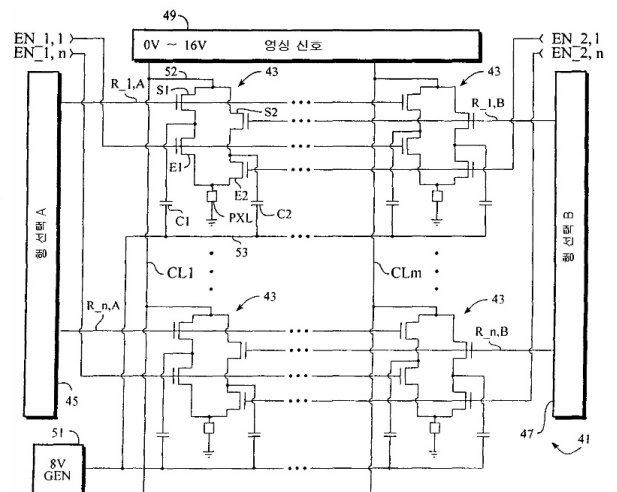 49
EN_1,1
EN_1,n
0V ~ 16V 영상 신호
EN_2,1
EN_2,n
52
43
43
R_1,A
S1
S2
R_1,B
E1
E2
C1
PXL
C2
53
행 선택 A
행 선택 B
CL1
CLm
43
43
R_n,A
R_n,B
45
47
41
51
8V
GEN